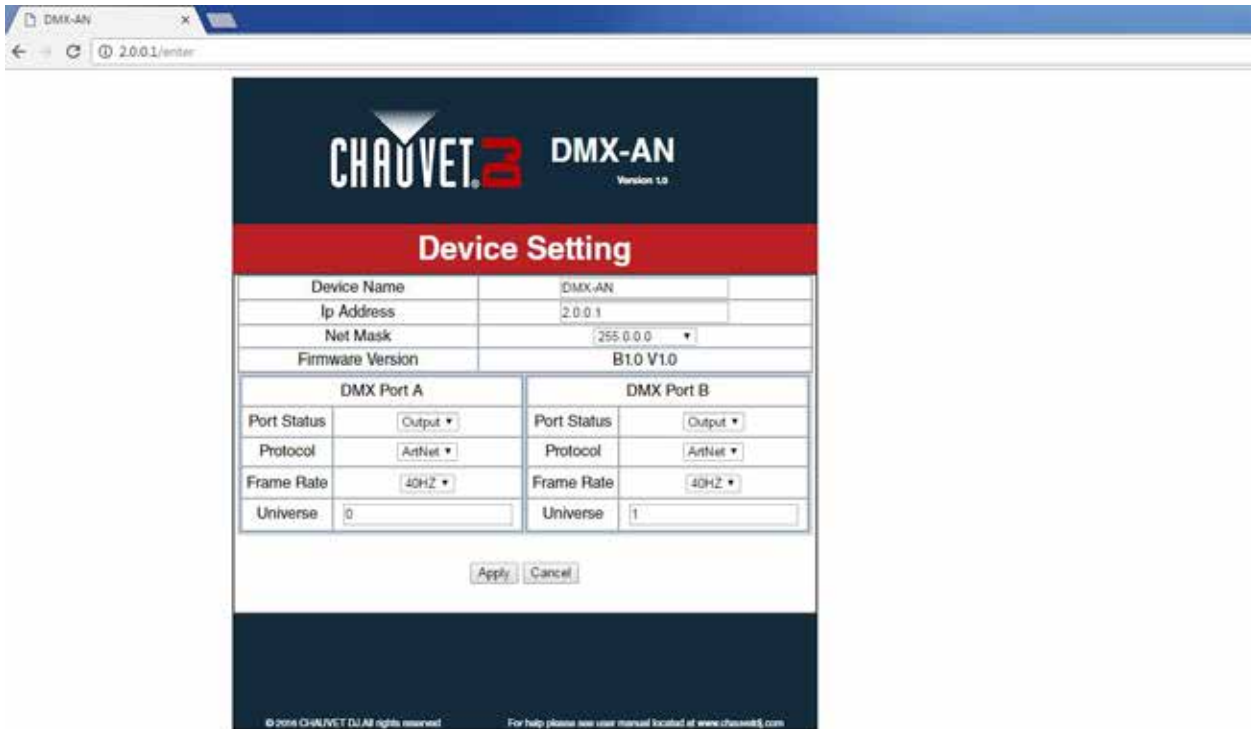 DMX-AN
2.0.0.1/enter
CHAUVET® DJ DMX-AN
Version 1.0
Device Setting
Device Name DMX-AN
Ip Address 2.0.0.1
Net Mask 255.0.0.0
Firmware Version B1.0 V1.0
DMX Port A DMX Port B
Port Status Output Port Status Output
Protocol ArtNet Protocol ArtNet
Frame Rate 40HZ Frame Rate 40HZ
Universe 0 Universe 1
Apply Cancel
© 2016 CHAUVET DJ All rights reserved For help please see user manual located at www.chauvetdj.com